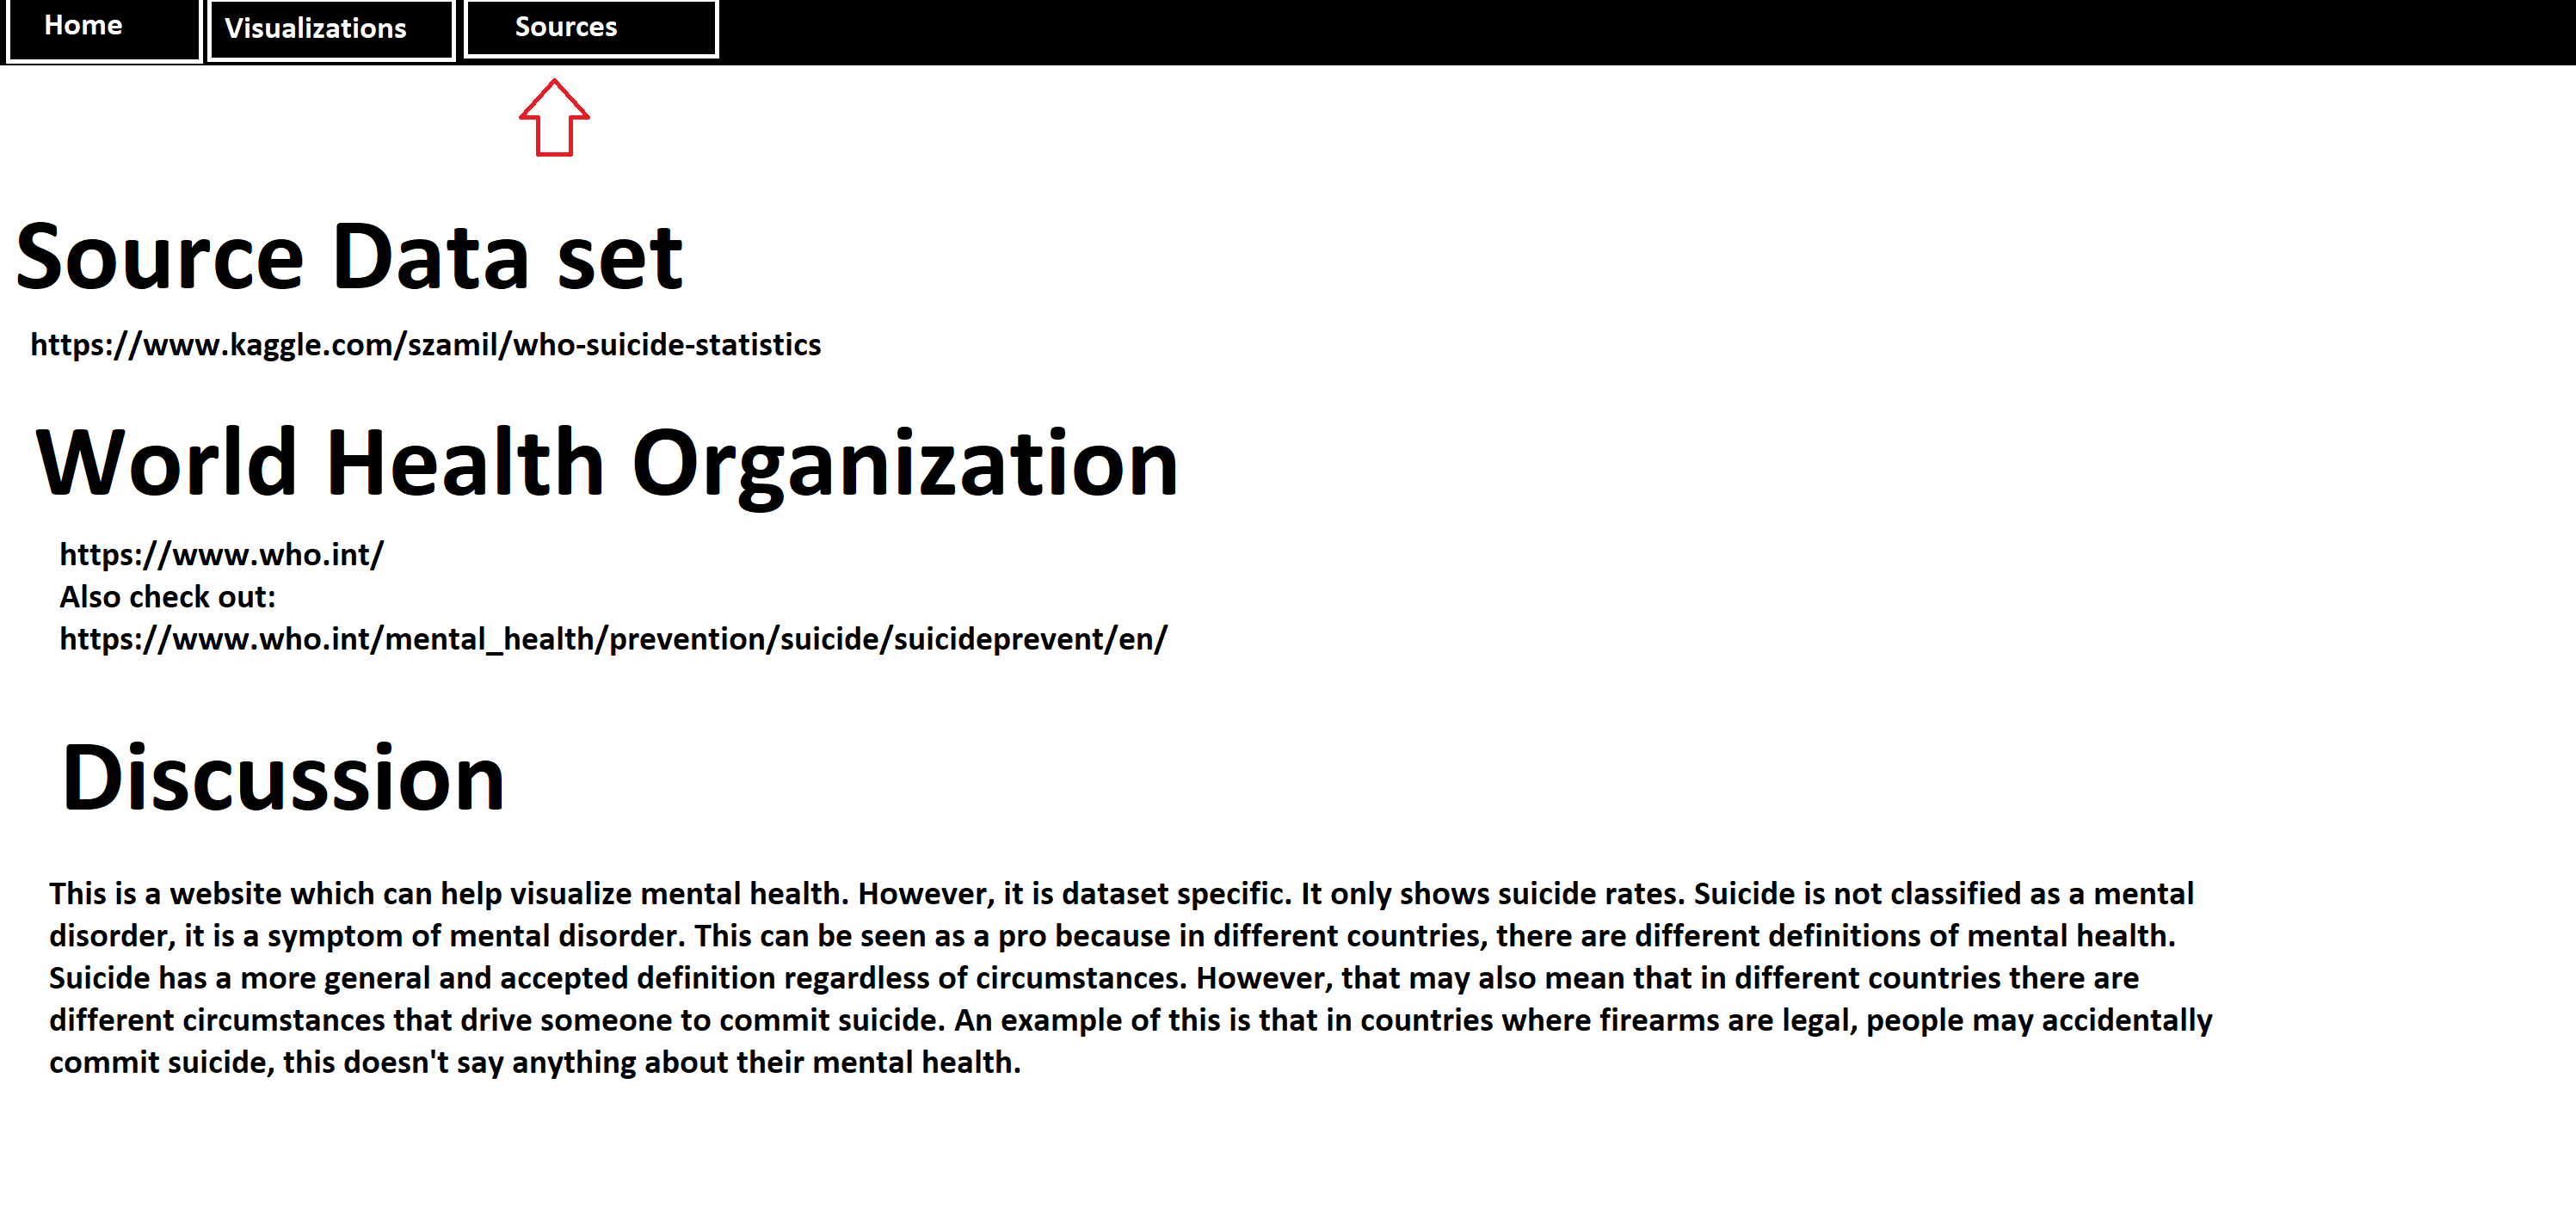 Home
Visualizations
Sources
Source Data set
https://www.kaggle.com/szamil/who-suicide-statistics
World Health Organization
https://www.who.int/
Also check out:
https://www.who.int/mental_health/prevention/suicide/suicideprevent/en/
Discussion
This is a website which can help visualize mental health. However, it is dataset specific. It only shows suicide rates. Suicide is not classified as a mental
disorder, it is a symptom of mental disorder. This can be seen as a pro because in different countries, there are different definitions of mental health.
Suicide has a more general and accepted definition regardless of circumstances. However, that may also mean that in different countries there are
different circumstances that drive someone to commit suicide. An example of this is that in countries where firearms are legal, people may accidentally
commit suicide, this doesn't say anything about their mental health.